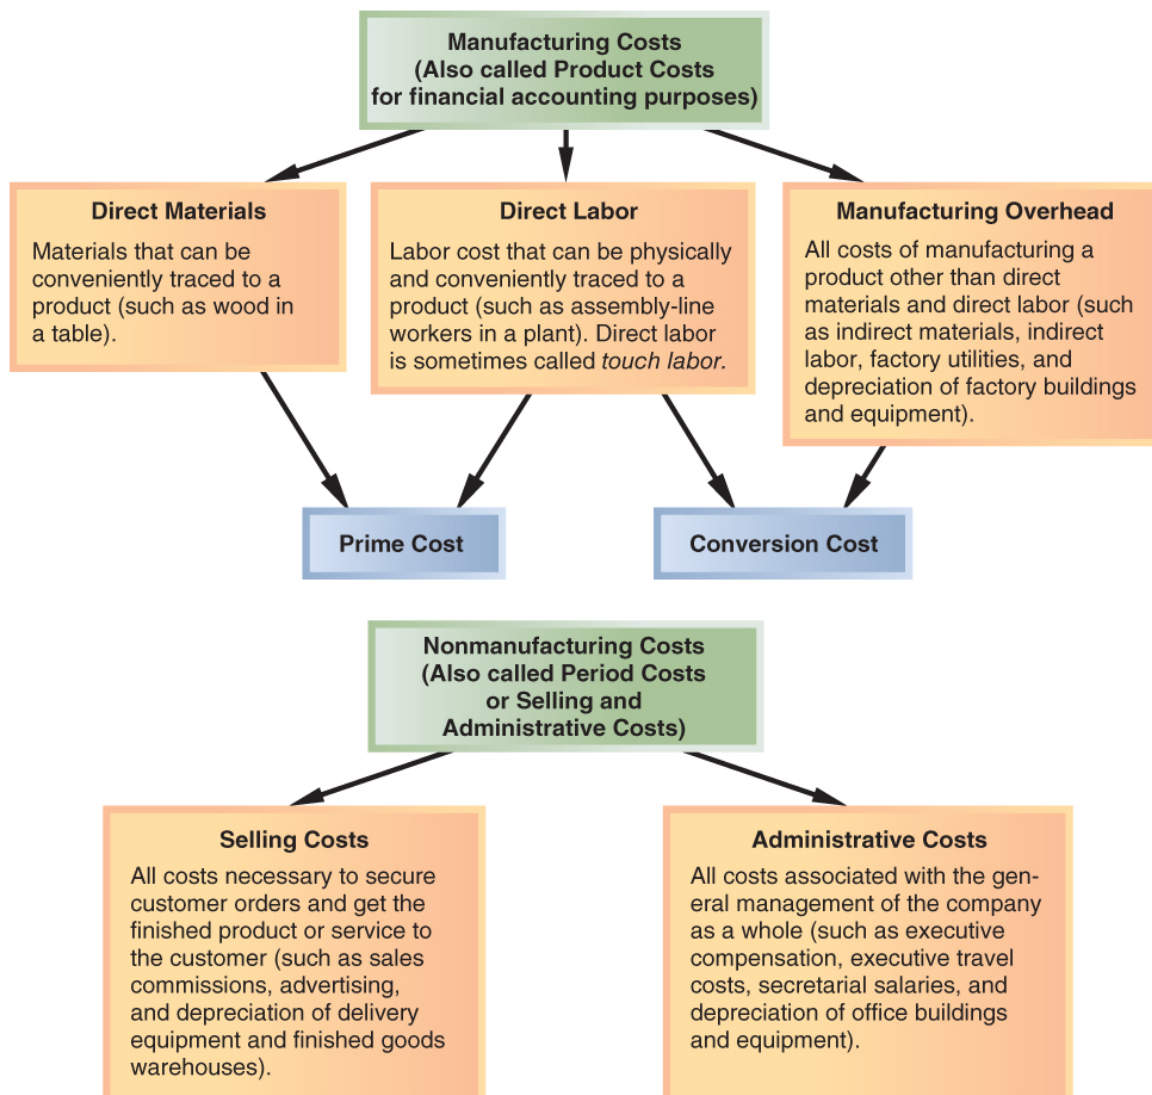 Manufacturing Costs
(Also called Product Costs
for financial accounting purposes)
Direct Materials
Materials that can be
conveniently traced to a
product (such as wood in
a table).
Direct Labor
Labor cost that can be physically
and conveniently traced to a
product (such as assembly-line
workers in a plant). Direct labor
is sometimes called touch labor.
Manufacturing Overhead
All costs of manufacturing a
product other than direct
materials and direct labor (such
as indirect materials, indirect
labor, factory utilities, and
depreciation of factory buildings
and equipment).
Prime Cost
Conversion Cost
Nonmanufacturing Costs
(Also called Period Costs
or Selling and
Administrative Costs)
Selling Costs
All costs necessary to secure
customer orders and get the
finished product or service to
the customer (such as sales
commissions, advertising,
and depreciation of delivery
equipment and finished goods
warehouses).
Administrative Costs
All costs associated with the gen-
eral management of the company
as a whole (such as executive
compensation, executive travel
costs, secretarial salaries, and
depreciation of office buildings
and equipment).